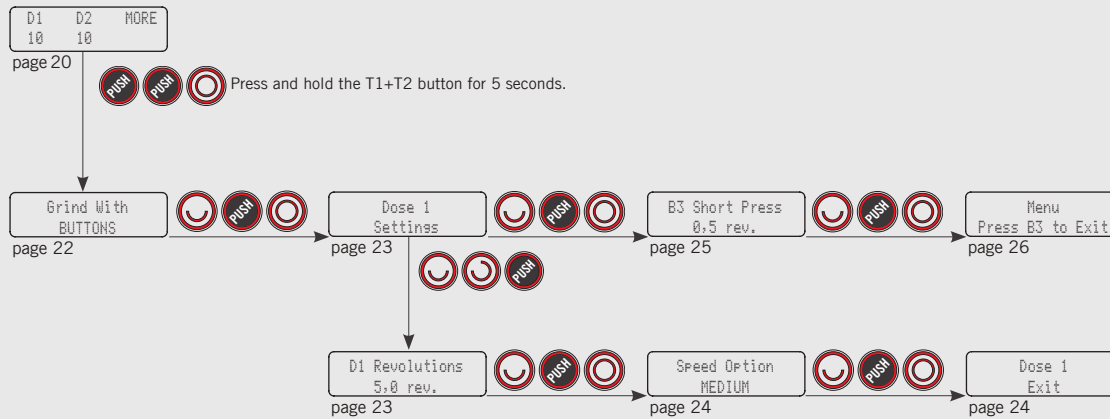 D1 D2 MORE
10 10
page 20
PUSH PUSH Press and hold the T1+T2 button for 5 seconds.
Grind With
BUTTONS
page 22
PUSH
Dose 1
Settings
page 23
PUSH
B3 Short Press
0,5 rev.
page 25
PUSH
Menu
Press B3 to Exit
page 26
PUSH
D1 Revolutions
5,0 rev.
page 23
PUSH
Speed Option
MEDIUM
page 24
PUSH
Dose 1
Exit
page 24